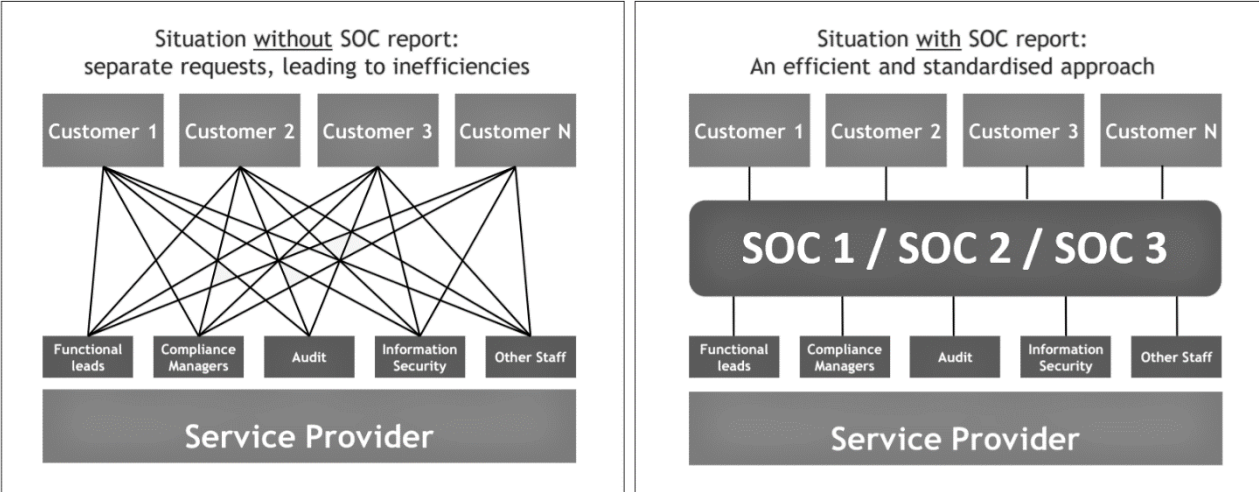 Situation without SOC report:
separate requests, leading to inefficiencies
Customer 1
Customer 2
Customer 3
Customer N
Functional
leads
Compliance
Managers
Audit
Information
Security
Other Staff
Service Provider
Situation with SOC report:
An efficient and standardised approach
Customer 1
Customer 2
Customer 3
Customer N
SOC 1 / SOC 2 / SOC 3
Functional
leads
Compliance
Managers
Audit
Information
Security
Other Staff
Service Provider